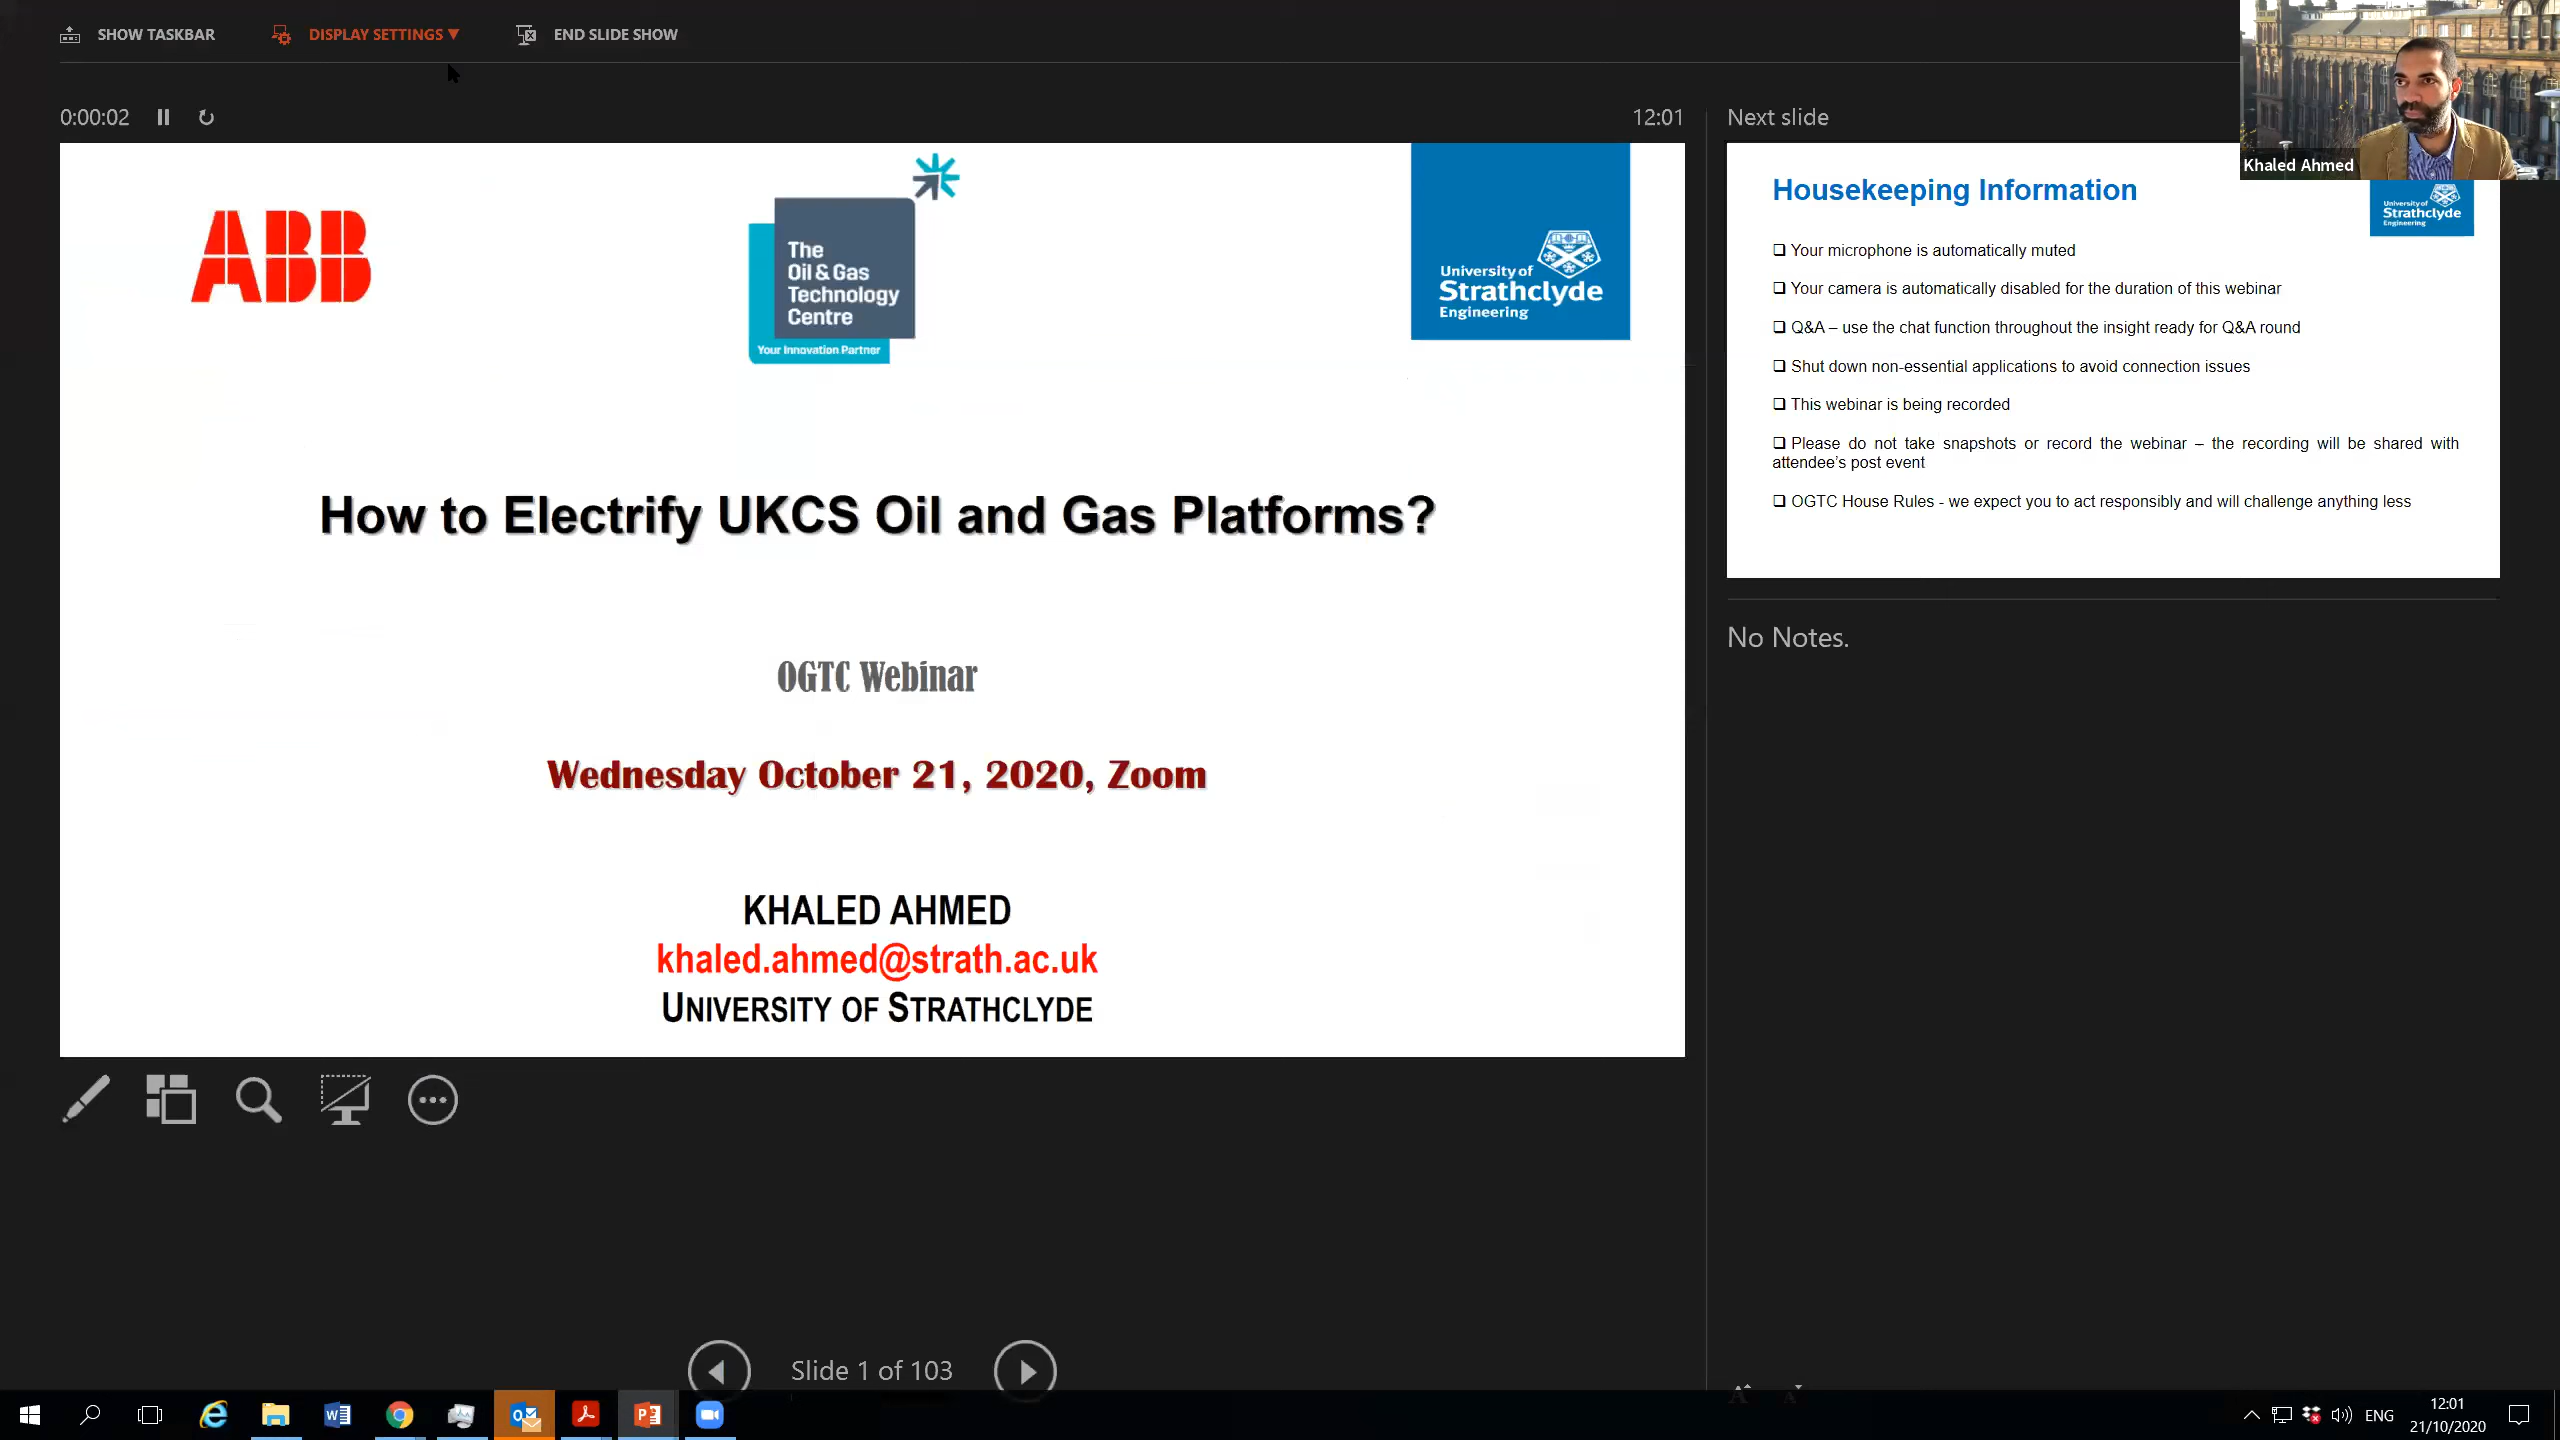 SHOW TASKBAR
DISPLAY SETTINGS ▼
END SLIDE SHOW
0:00:02
12:01
Next slide
ABB
The
Oil & Gas
Technology
Centre
Your Innovation Partner
University of
Strathclyde
Engineering
How to Electrify UKCS Oil and Gas Platforms?
OGTC Webinar
Wednesday October 21, 2020, Zoom
KHALED AHMED
khaled.ahmed@strath.ac.uk
UNIVERSITY OF STRATHCLYDE
Khaled Ahmed
Housekeeping Information
University of
Strathclyde
Engineering
❑ Your microphone is automatically muted
❑ Your camera is automatically disabled for the duration of this webinar
❑ Q&A – use the chat function throughout the insight ready for Q&A round
❑ Shut down non-essential applications to avoid connection issues
❑ This webinar is being recorded
❑ Please do not take snapshots or record the webinar – the recording will be shared with
attendee's post event
❑ OGTC House Rules - we expect you to act responsibly and will challenge anything less
No Notes.
Slide 1 of 103
A A
ENG
12:01
21/10/2020